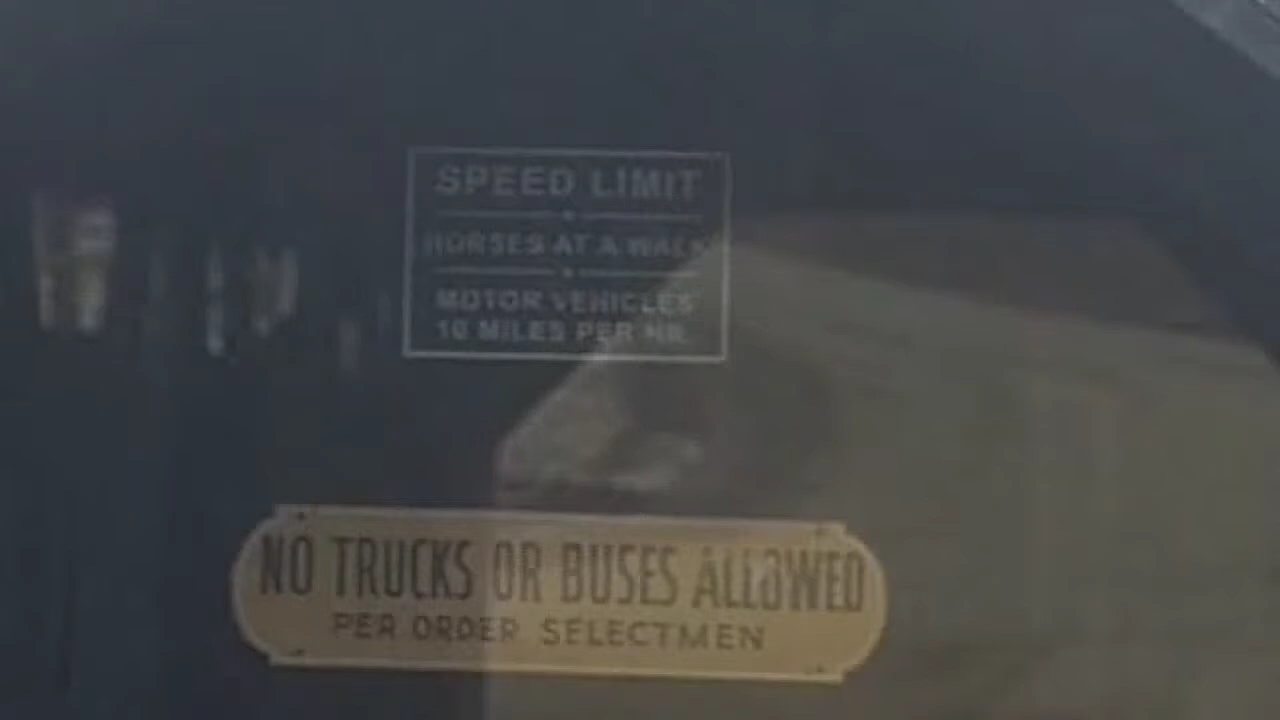 SPEED LIMIT
HORSES AT A WALK
MOTOR VEHICLES
10 MILES PER HR.
NO TRUCKS OR BUSES ALLOWED
PER ORDER SELECTMEN